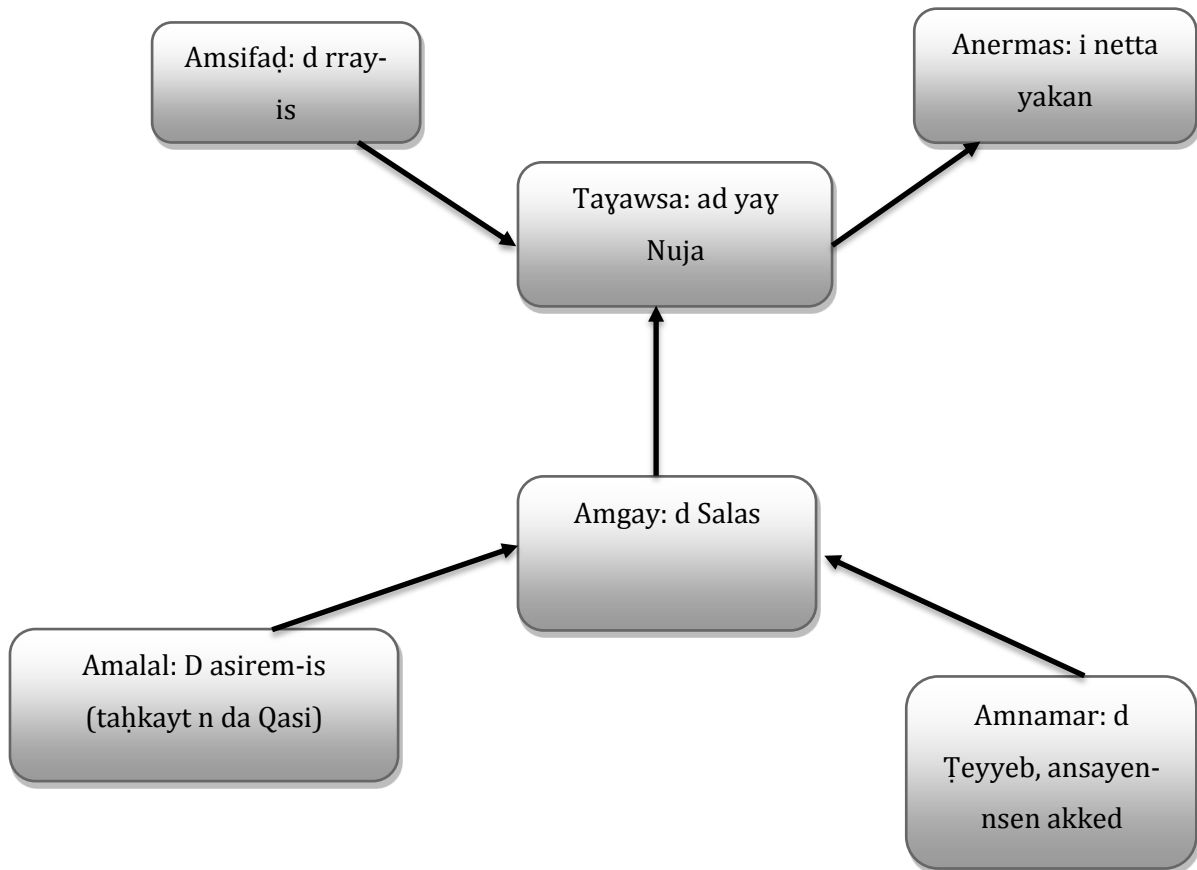 Amsifaḍ: d rray-
is
Anermas: i netta
yakan
Taɣawsa: ad yaɣ
Nuja
Amgay: d Salas
Amalal: D asirem-is
(taḥkayt n da Qasi)
Amnamar: d
Ṭeyyeb, ansayen-
nsen akked